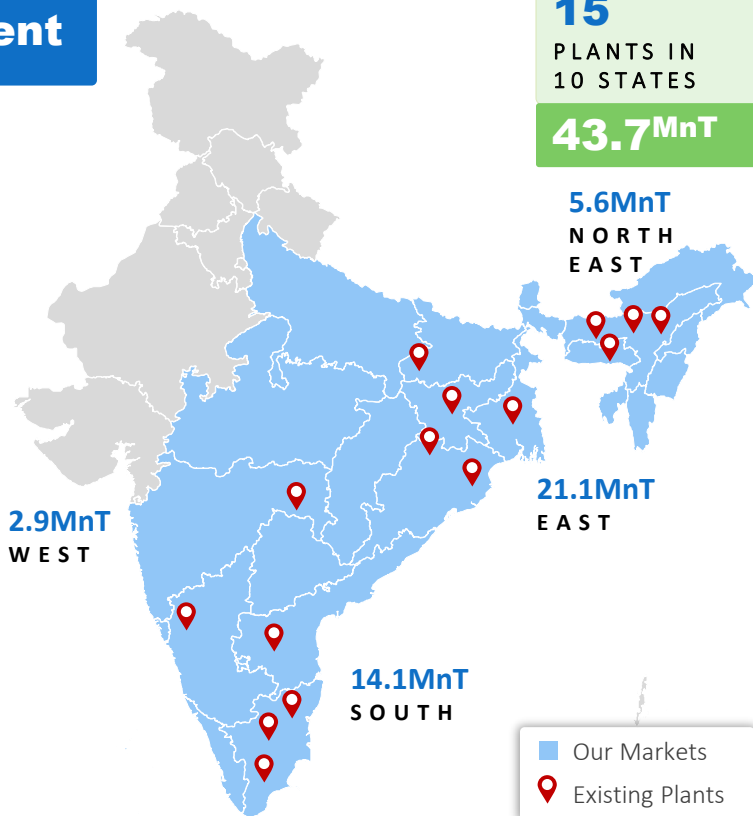 15
PLANTS IN
10 STATES
43.7MnT
5.6MnT
NORTH
EAST
21.1MnT
EAST
2.9MnT
WEST
14.1MnT
SOUTH
Our Markets
Existing Plants